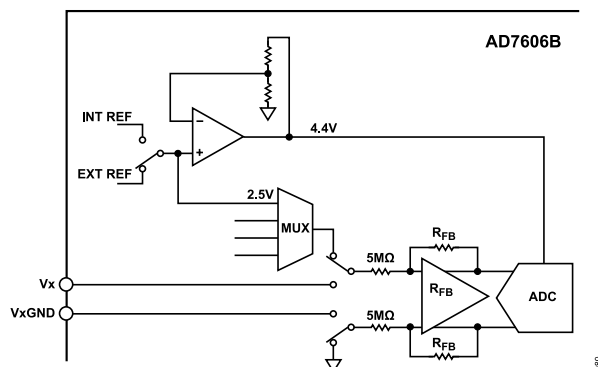 AD7606B
INT REF
−
+
4.4V
EXT REF
2.5V
MUX
RFB
5MΩ
Vx
RFB
ADC
VxGND
5MΩ
RFB